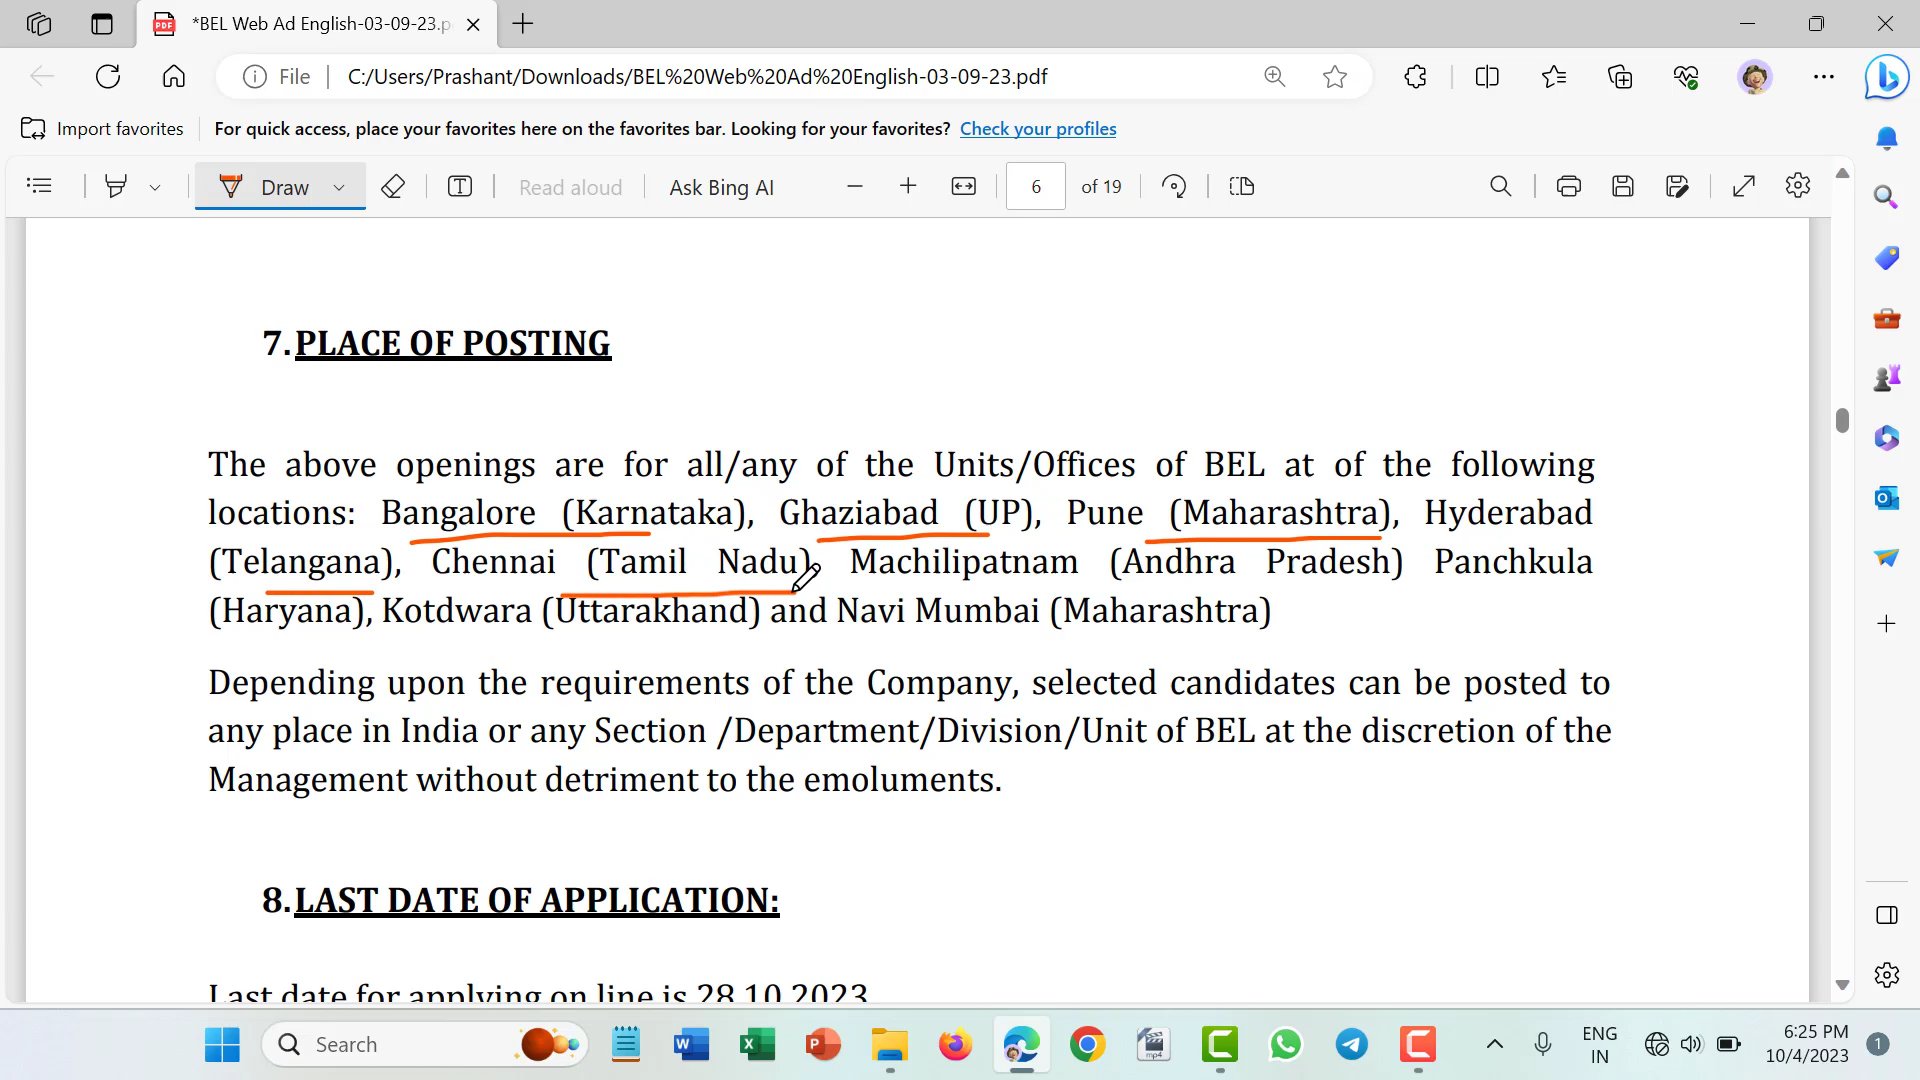 *BEL Web Ad English-03-09-23.p
File
C:/Users/Prashant/Downloads/BEL%20Web%20Ad%20English-03-09-23.pdf
Import favorites
For quick access, place your favorites here on the favorites bar. Looking for your favorites? Check your profiles
Draw
Read aloud
Ask Bing AI
6
of 19
7. PLACE OF POSTING
The above openings are for all/any of the Units/Offices of BEL at of the following
locations: Bangalore (Karnataka), Ghaziabad (UP), Pune (Maharashtra), Hyderabad
(Telangana), Chennai (Tamil Nadu), Machilipatnam (Andhra Pradesh) Panchkula
(Haryana), Kotdwara (Uttarakhand) and Navi Mumbai (Maharashtra)
Depending upon the requirements of the Company, selected candidates can be posted to
any place in India or any Section /Department/Division/Unit of BEL at the discretion of the
Management without detriment to the emoluments.
8. LAST DATE OF APPLICATION:
Last date for applying on line is 28.10.2023
Search
ENG
IN
6:25 PM
10/4/2023
1